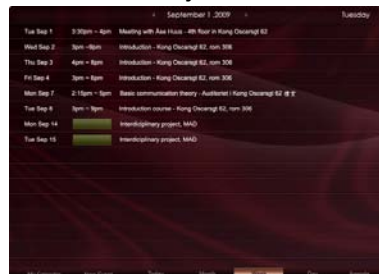 September 1, 2009 Tuesday
Tue Sep 1 3:30pm ~ 4pm Meeting with Åse Huus - 4th floor in Kong Oscarsgt 62
Wed Sep 2 3pm ~6pm Introduction - Kong Oscarsgt 62, rom 306
Thu Sep 3 4pm ~ 6pm Introduction - Kong Oscarsgt 62, rom 306
Fri Sep 4 3pm ~ 6pm Introduction - Kong Oscarsgt 62, rom 306
Mon Sep 7 2:15pm ~ 5pm Basic communication theory - Auditoriet i Kong Oscarsgt 62
Tue Sep 8 3pm ~ 9pm Introduction course - Kong Oscarsgt 62, rom 306
Mon Sep 14 Interdiciplinary project, MAD
Tue Sep 15 Interdiciplinary project, MAD
Today Month